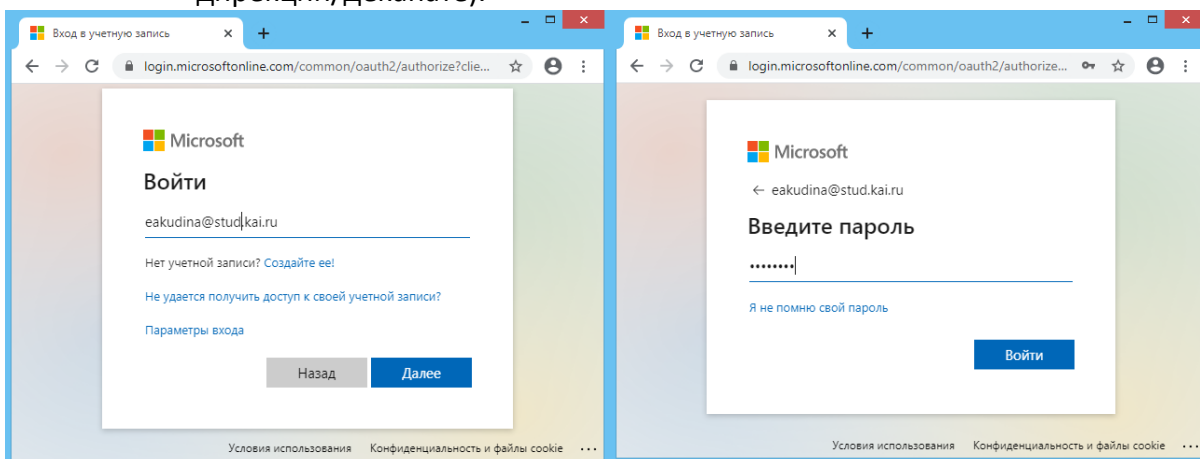 дирекции/деканате).
Вход в учетную запись
login.microsoftonline.com/common/oauth2/authorize?clie...
Microsoft
Войти
eakudina@stud.kai.ru
Нет учетной записи? Создайте ее!
Не удается получить доступ к своей учетной записи?
Параметры входа
Назад Далее
Условия использования Конфиденциальность и файлы cookie ...
Вход в учетную запись
login.microsoftonline.com/common/oauth2/authorize...
Microsoft
← eakudina@stud.kai.ru
Введите пароль
••••••••
Я не помню свой пароль
Войти
Условия использования Конфиденциальность и файлы cookie ...